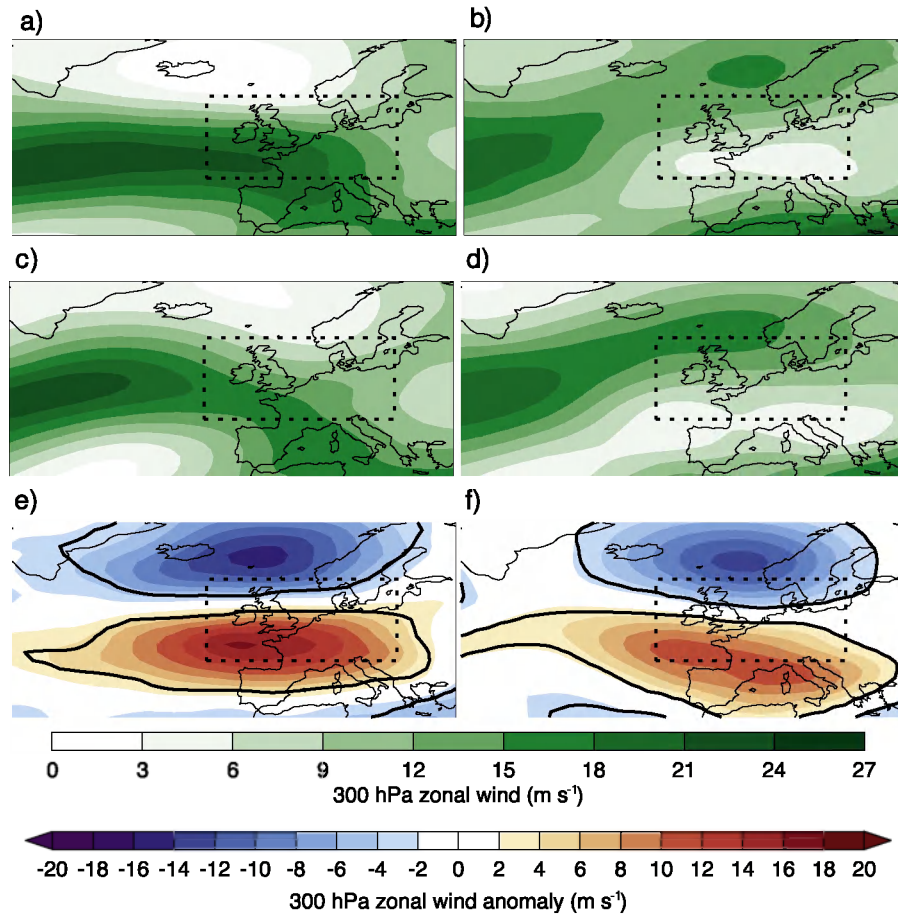 a) b)
c) d)
e) f)
0 3 6 9 12 15 18 21 24 27
300 hPa zonal wind (m s⁻¹)
-20 -18 -16 -14 -12 -10 -8 -6 -4 -2 0 2 4 6 8 10 12 14 16 18 20
300 hPa zonal wind anomaly (m s⁻¹)